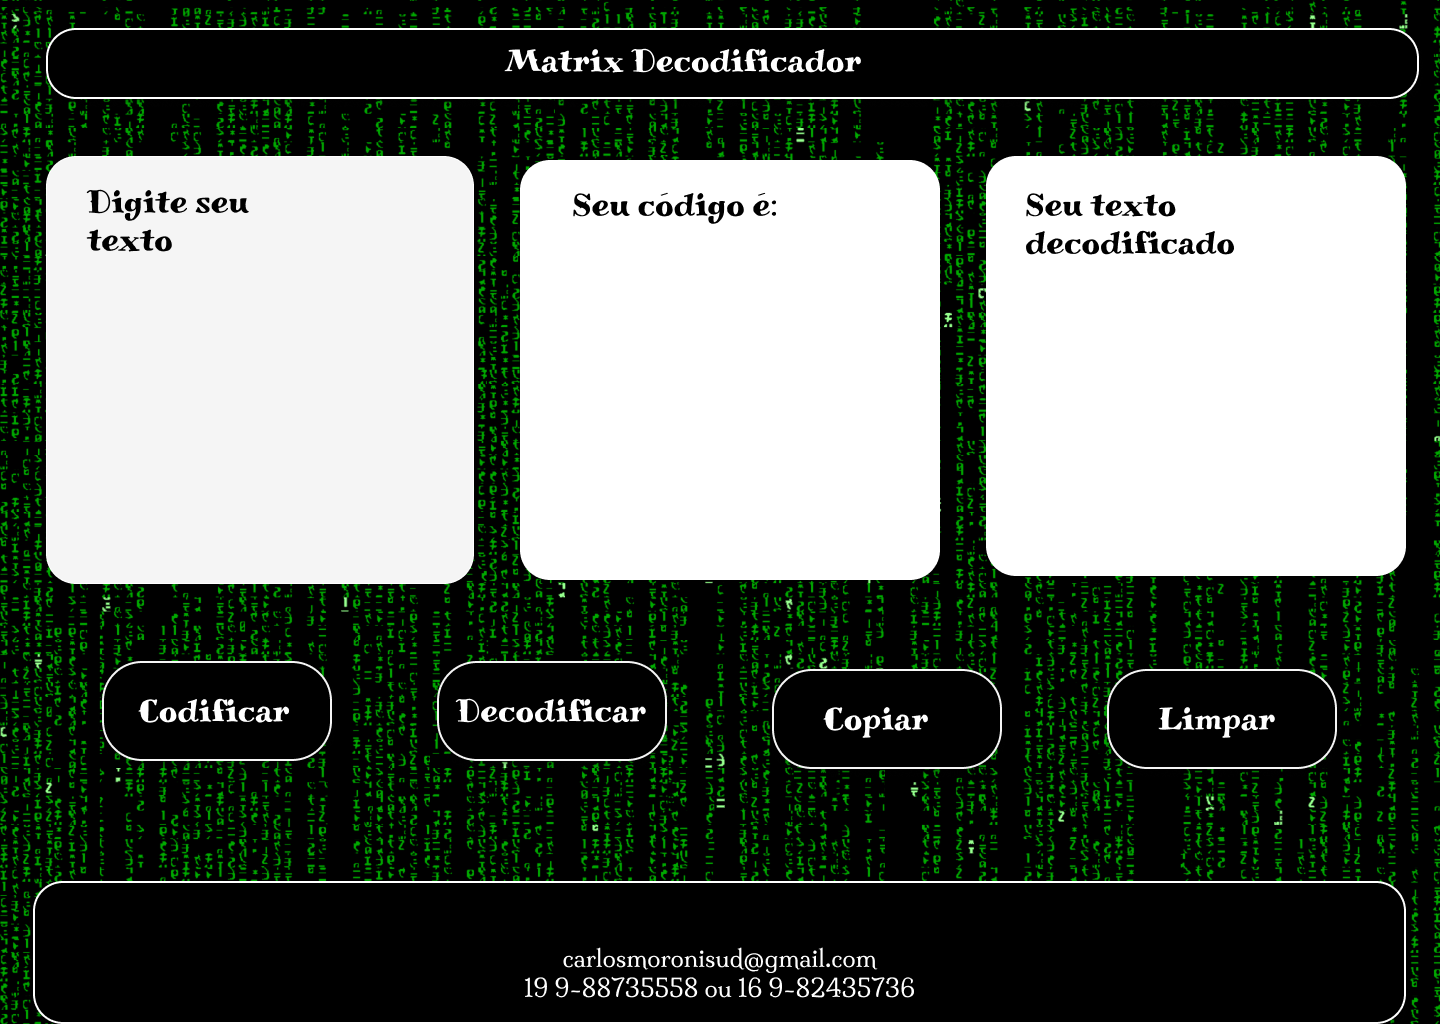 Matrix Decodificador
Digite seu
texto
Seu código é:
Seu texto
decodificado
Codificar
Decodificar
Copiar
Limpar
carlosmoronisud@gmail.com
19 9-88735558 ou 16 9-82435736